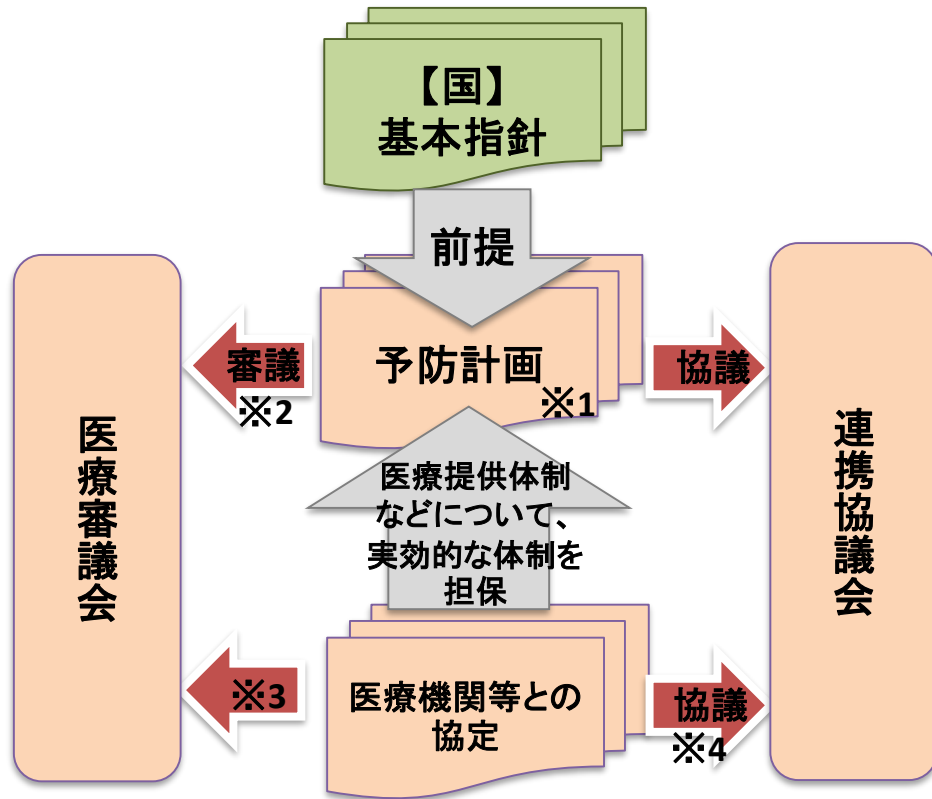 【国】
基本指針
前提
予防計画
※1
審議
※2
協議
医療審議会
連携協議会
医療提供体制
などについて、
実効的な体制を
担保
医療機関等との
協定
※3
協議
※4